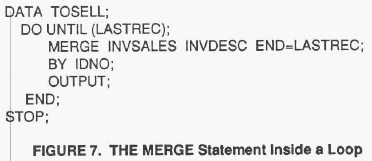 DATA TOSELL;
DO UNTIL (LASTREC);
MERGE INVSALES INVDESC END=LASTREC;
BY IDNO;
OUTPUT;
END;
STOP;
FIGURE 7. THE MERGE Statement Inside a Loop